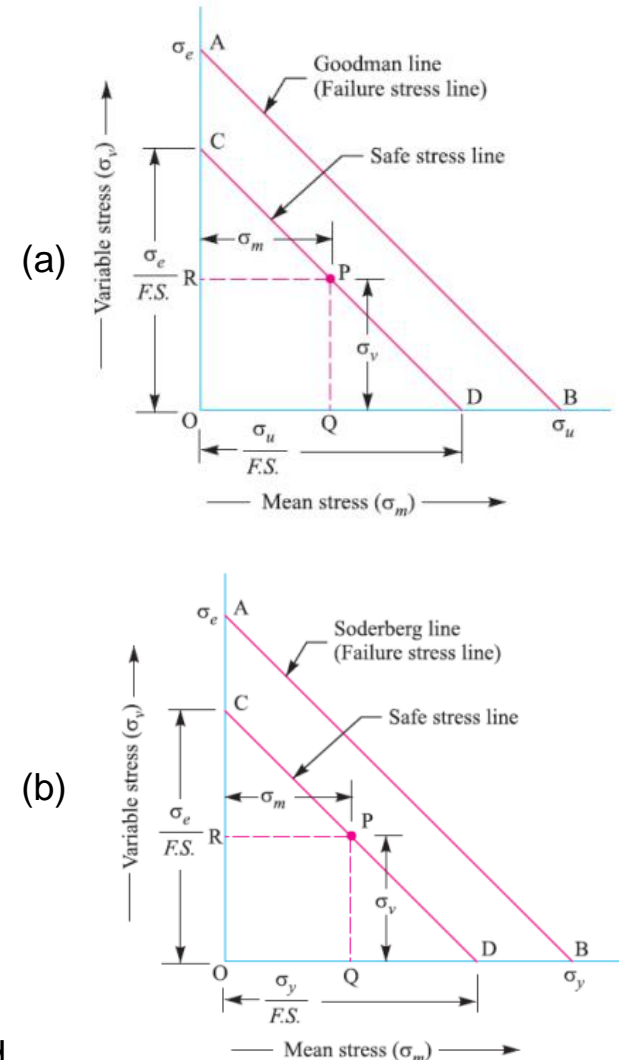 (a)
σe A
Goodman line
(Failure stress line)
C
Safe stress line
Variable stress (σv)
σm
σe
F.S.
R
P
σv
O
Q
D
B
σu
F.S.
σu
Mean stress (σm)
(b)
σe A
Soderberg line
(Failure stress line)
C
Safe stress line
Variable stress (σv)
σm
σe
F.S.
R
P
σv
O
Q
D
B
σy
F.S.
σy
Mean stress (σm)